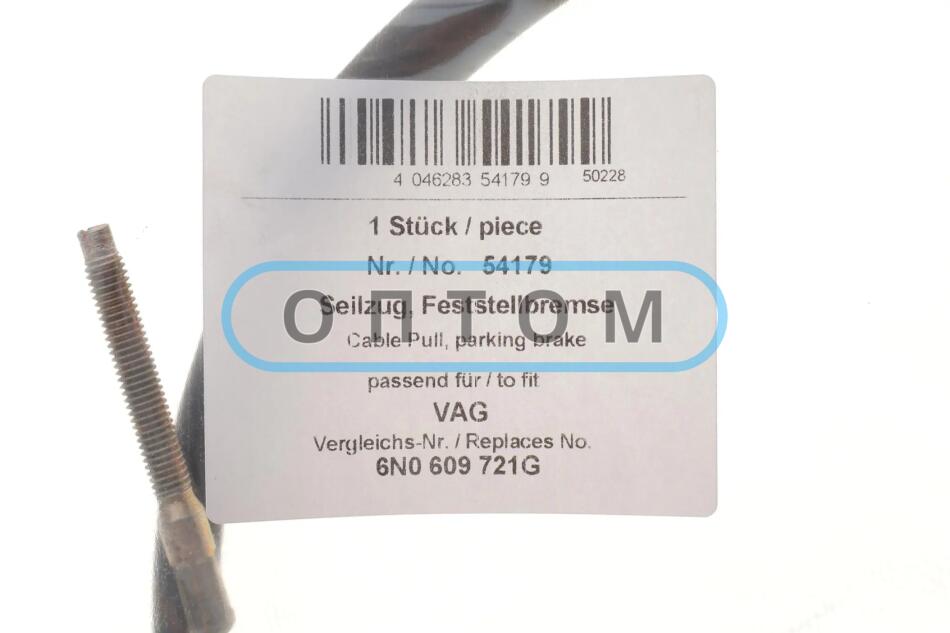 4 046283 54179 9 50228
1 Stück / piece
Nr. / No. 54179
Seilzug, Feststellbremse
ОПТОМ
Cable Pull, parking brake
passend für / to fit
VAG
Vergleichs-Nr. / Replaces No.
6N0 609 721G